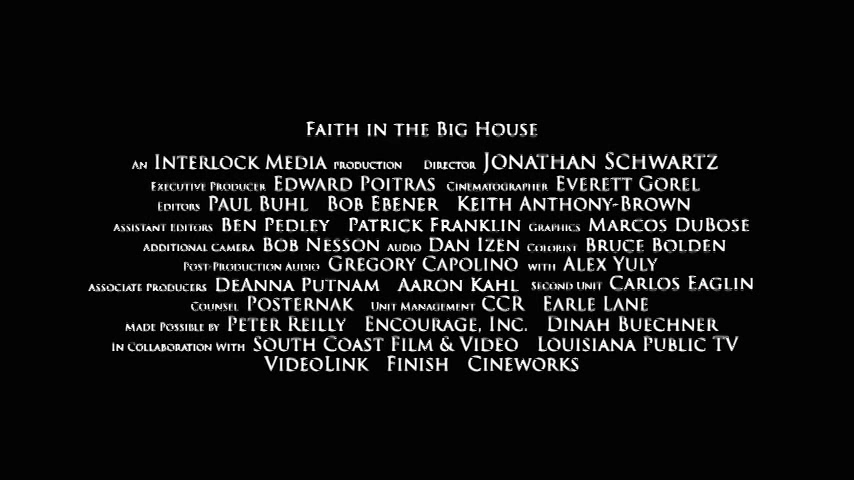 FAITH IN THE BIG HOUSE
AN INTERLOCK MEDIA PRODUCTION DIRECTOR JONATHAN SCHWARTZ
EXECUTIVE PRODUCER EDWARD POITRAS CINEMATOGRAPHER EVERETT GOREL
EDITORS PAUL BUHL BOB EBENER KEITH ANTHONY-BROWN
ASSISTANT EDITORS BEN PEDLEY PATRICK FRANKLIN GRAPHICS MARCOS DUBOSE
ADDITIONAL CAMERA BOB NESSON AUDIO DAN IZEN COLORIST BRUCE BOLDEN
POST-PRODUCTION AUDIO GREGORY CAPOLINO WITH ALEX YULY
ASSOCIATE PRODUCERS DEANNA PUTNAM AARON KAHL SECOND UNIT CARLOS EAGLIN
COUNSEL POSTERNAK UNIT MANAGEMENT CCR EARLE LANE
MADE POSSIBLE BY PETER REILLY ENCOURAGE, INC. DINAH BUECHNER
IN COLLABORATION WITH SOUTH COAST FILM & VIDEO LOUISIANA PUBLIC TV
VIDEOLINK FINISH CINEWORKS